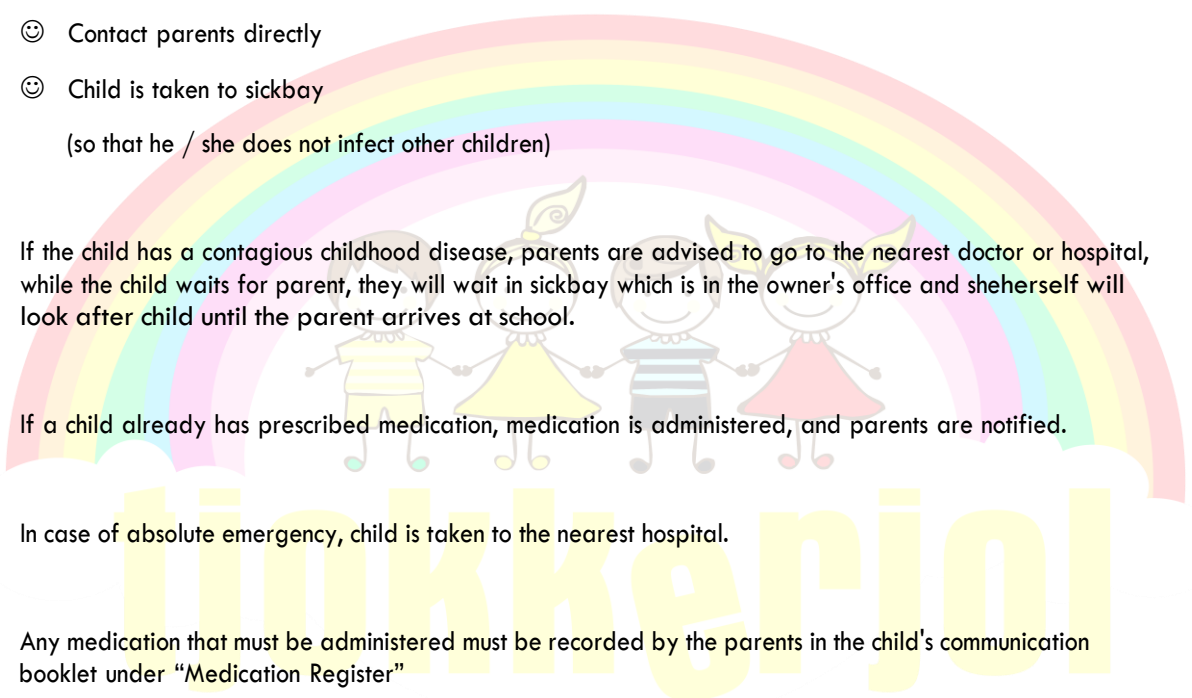 ☺ Contact parents directly
☺ Child is taken to sickbay
(so that he / she does not infect other children)
If the child has a contagious childhood disease, parents are advised to go to the nearest doctor or hospital,
while the child waits for parent, they will wait in sickbay which is in the owner's office and sheherself will
look after child until the parent arrives at school.
If a child already has prescribed medication, medication is administered, and parents are notified.
In case of absolute emergency, child is taken to the nearest hospital.
Any medication that must be administered must be recorded by the parents in the child's communication
booklet under “Medication Register”
tjokkerjol